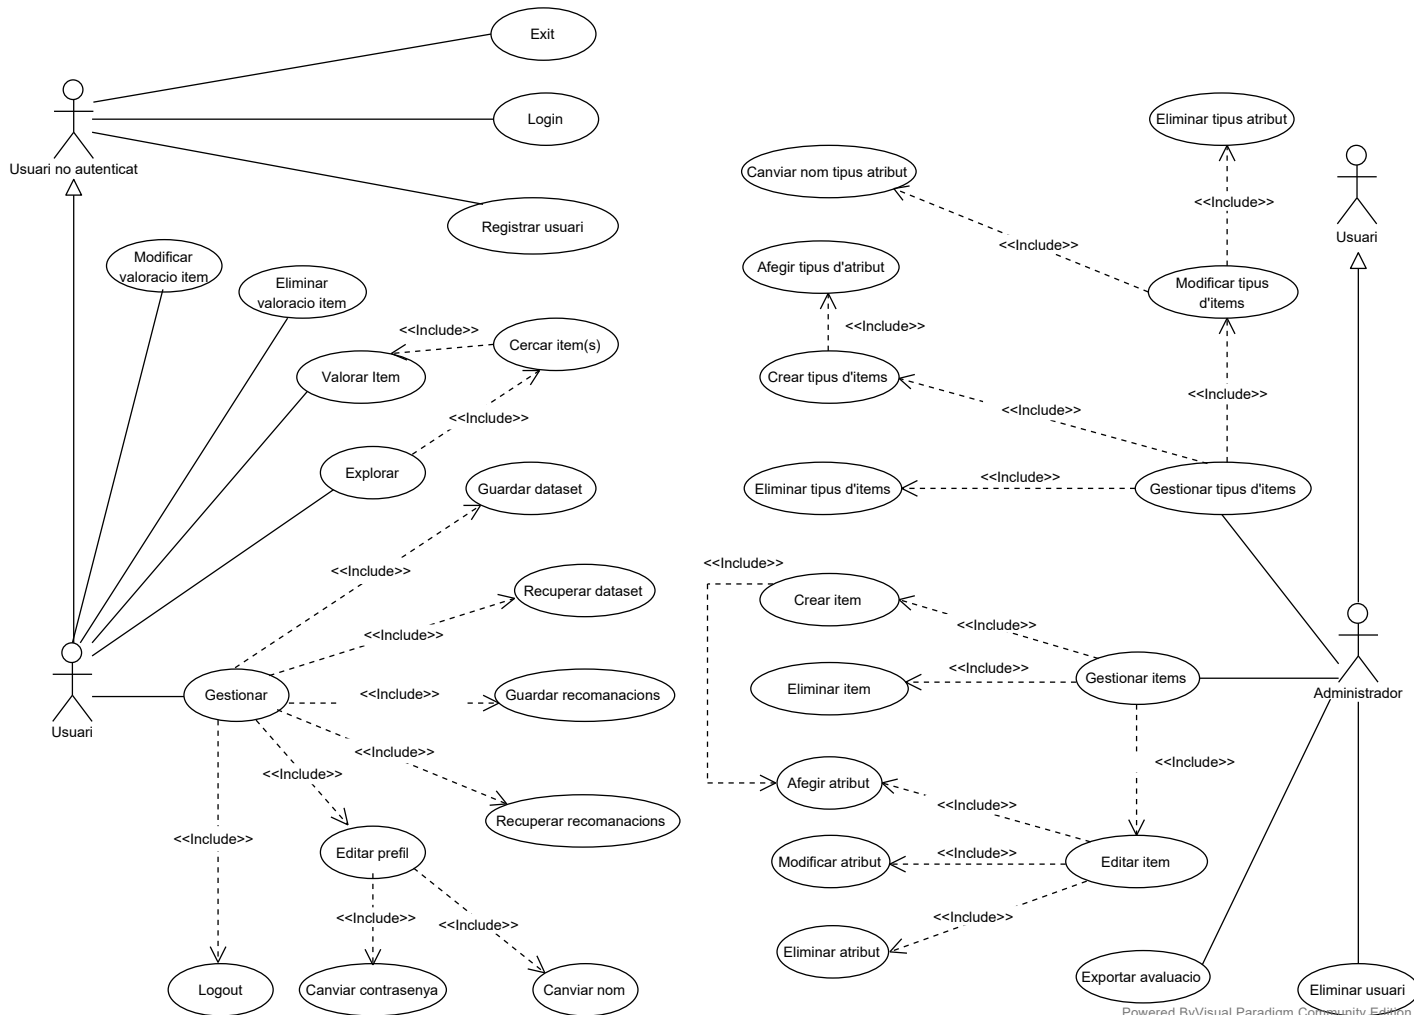 Exit
Login
Usuari no autenticat
Registrar usuari
Modificar
valoracio item
Eliminar
valoracio item
<<Include>>
Cercar item(s)
Valorar Item
<<Include>>
Explorar
Guardar dataset
<<Include>>
Recuperar dataset
<<Include>>
Gestionar
<<Include>>
Guardar recomanacions
Usuari
<<Include>>
<<Include>>
Recuperar recomanacions
<<Include>>
Editar prefil
<<Include>>
<<Include>>
Logout
Canviar contrasenya
Canviar nom
Eliminar tipus atribut
Canviar nom tipus atribut
<<Include>>
Usuari
<<Include>>
Afegir tipus d'atribut
Modificar tipus
d'items
<<Include>>
Crear tipus d'items
<<Include>>
<<Include>>
<<Include>>
Eliminar tipus d'items
Gestionar tipus d'items
<<Include>>
Crear item
<<Include>>
<<Include>>
Gestionar items
Eliminar item
Administrador
<<Include>>
Afegir atribut
<<Include>>
Modificar atribut
<<Include>>
Editar item
<<Include>>
Eliminar atribut
Exportar avaluacio
Eliminar usuari
Powered ByVisual Paradigm Community Edition